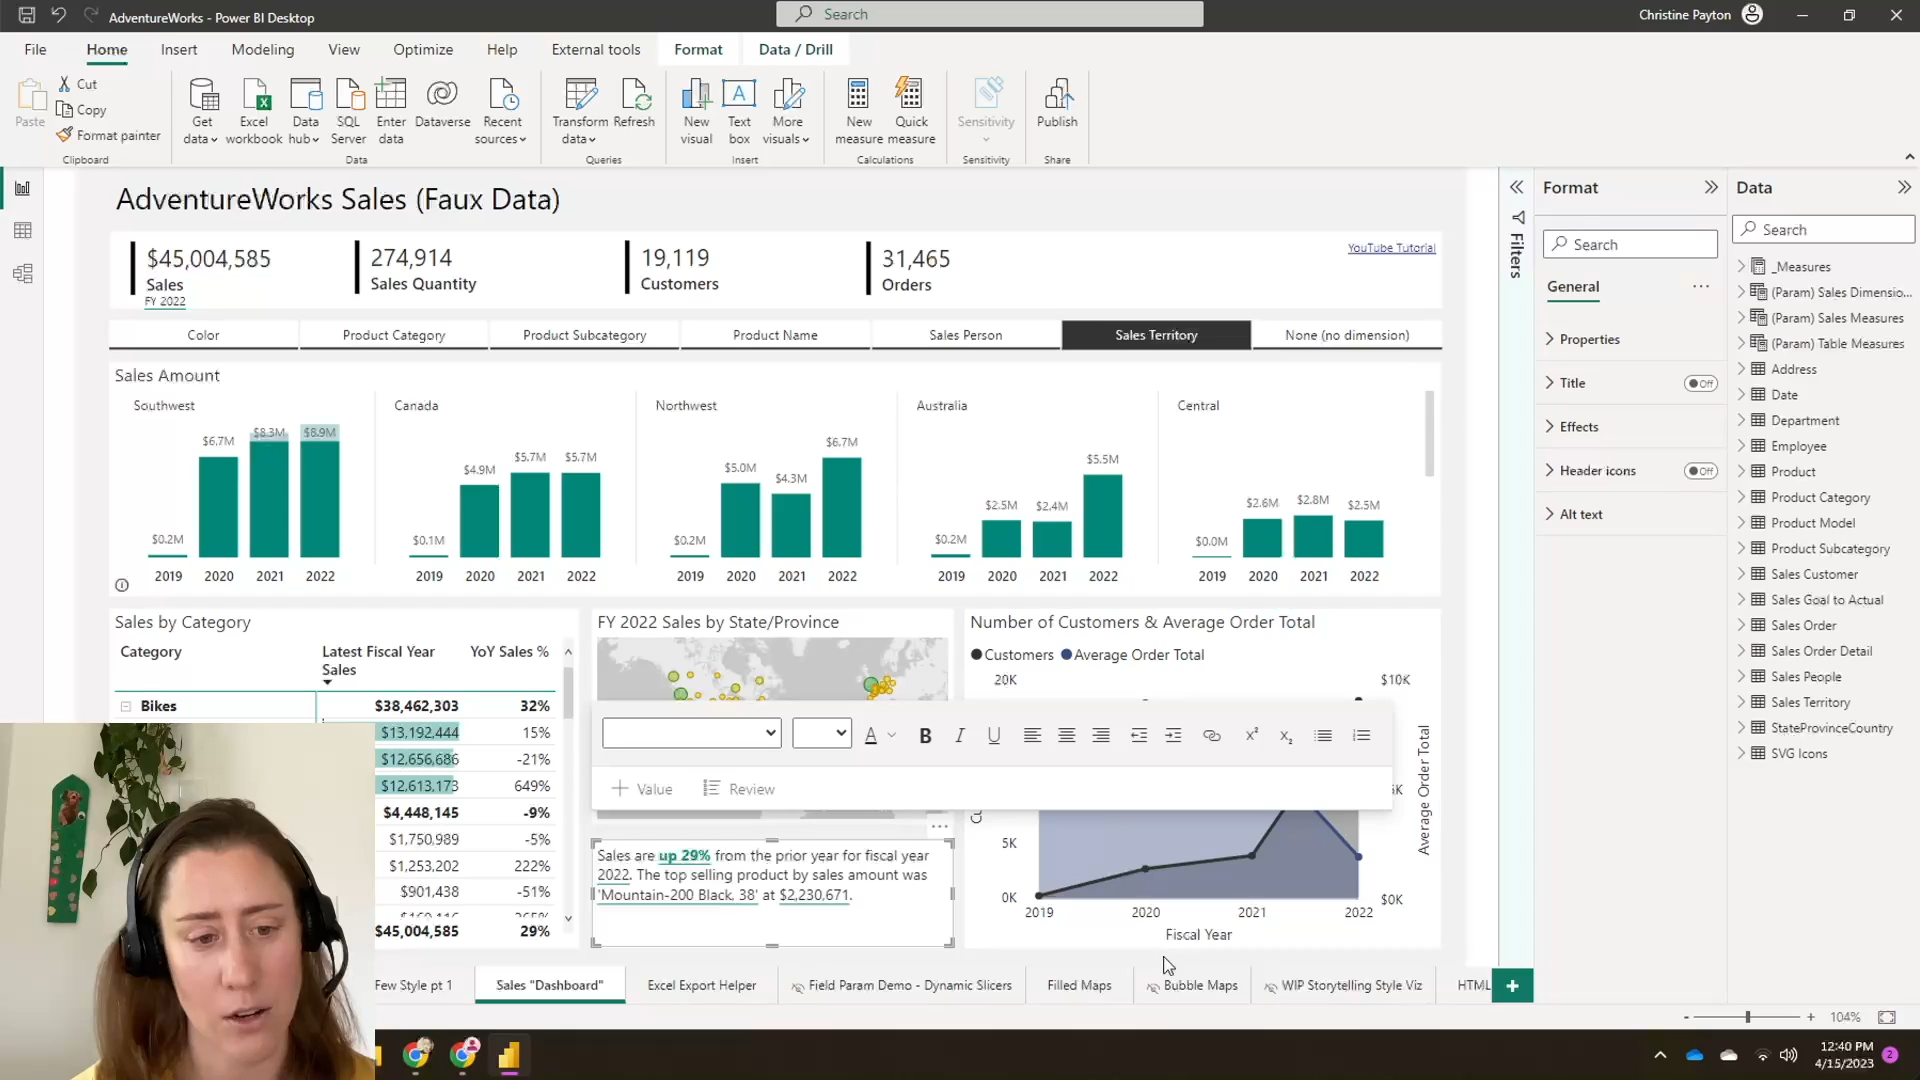 AdventureWorks - Power BI Desktop
Search
Christine Payton
File
Home
Insert
Modeling
View
Optimize
Help
External tools
Format
Data / Drill
Paste
Cut
Copy
Format painter
Clipboard
Get data
Excel workbook
Data hub
SQL Server
Enter data
Dataverse
Recent sources
Data
Transform data
Refresh
Queries
New visual
A
Text box
More visuals
Insert
New measure
Quick measure
Calculations
Sensitivity
Sensitivity
Publish
Share
AdventureWorks Sales (Faux Data)
$45,004,585
Sales
FY 2022
274,914
Sales Quantity
19,119
Customers
31,465
Orders
YouTube Tutorial
Color
Product Category
Product Subcategory
Product Name
Sales Person
Sales Territory
None (no dimension)
Sales Amount
Southwest
$0.2M
$6.7M
$8.3M
$8.9M
2019 2020 2021 2022
Canada
$0.1M
$4.9M
$5.7M
$5.7M
2019 2020 2021 2022
Northwest
$0.2M
$5.0M
$4.3M
$6.7M
2019 2020 2021 2022
Australia
$0.2M
$2.5M
$2.4M
$5.5M
2019 2020 2021 2022
Central
$0.0M
$2.6M
$2.8M
$2.5M
2019 2020 2021 2022
Sales by Category
Category Latest Fiscal Year Sales YoY Sales %
Bikes $38,462,303 32%
$13,192,444 15%
$12,656,686 -21%
$12,613,173 649%
$4,448,145 -9%
$1,750,989 -5%
$1,253,202 222%
$901,438 -51%
$45,004,585 29%
FY 2022 Sales by State/Province
A
B
I
U
x²
x₂
+ Value
Review
Sales are up 29% from the prior year for fiscal year
2022. The top selling product by sales amount was
'Mountain-200 Black, 38' at $2,230,671.
Number of Customers & Average Order Total
Customers Average Order Total
20K
5K
0K
$10K
$0K
Average Order Total
2019 2020 2021 2022
Fiscal Year
Few Style pt 1
Sales "Dashboard"
Excel Export Helper
Field Param Demo - Dynamic Slicers
Filled Maps
Bubble Maps
WIP Storytelling Style Viz
HTML
+
Filters
Format
Search
General
...
Properties
Title
Off
Effects
Header icons
Off
Alt text
Data
Search
_Measures
(Param) Sales Dimensio...
(Param) Sales Measures
(Param) Table Measures
Address
Date
Department
Employee
Product
Product Category
Product Model
Product Subcategory
Sales Customer
Sales Goal to Actual
Sales Order
Sales Order Detail
Sales People
Sales Territory
StateProvinceCountry
SVG Icons
- + 104%
12:40 PM
4/15/2023
2